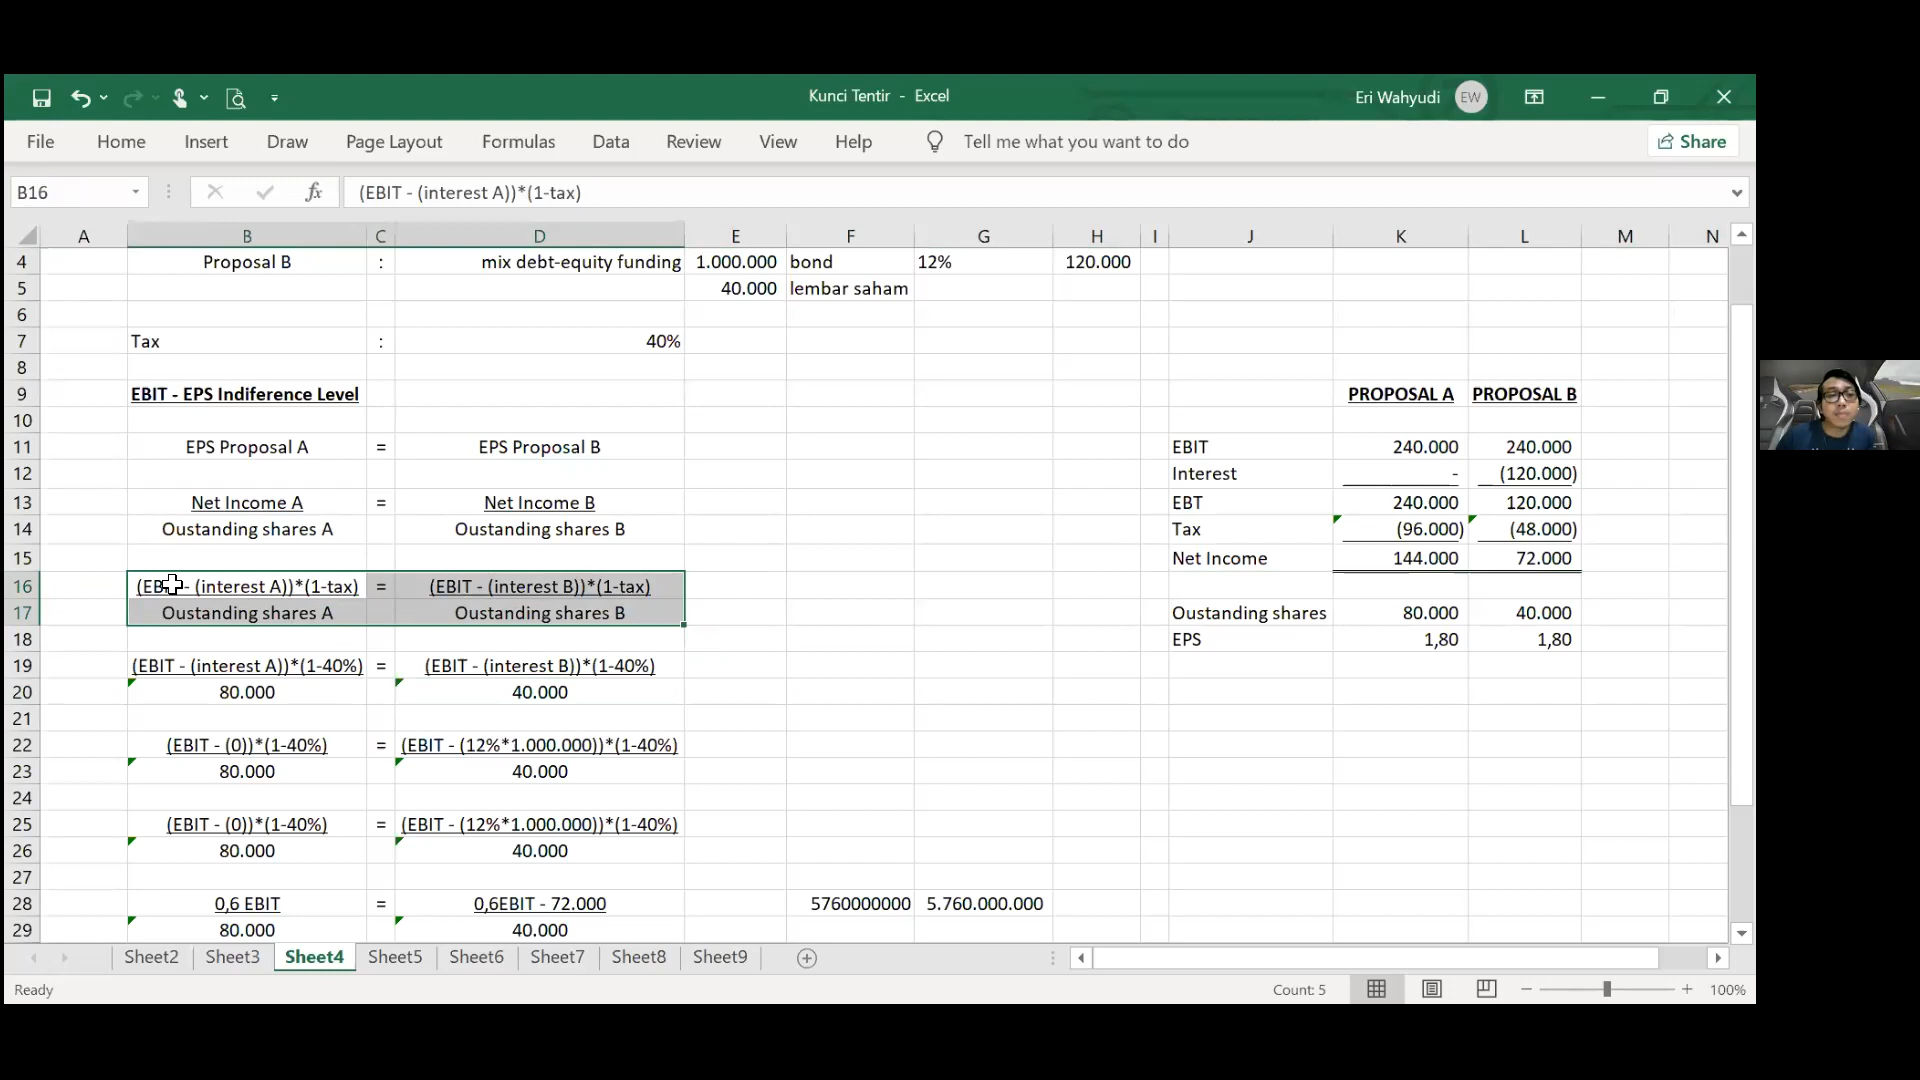 Kunci Tentir - Excel
Eri Wahyudi EW
File Home Insert Draw Page Layout Formulas Data Review View Help Tell me what you want to do Share
B16 fx (EBIT - (interest A))*(1-tax)
A B C D E F G H I J K L M N
4 Proposal B : mix debt-equity funding 1.000.000 bond 12% 120.000
5 40.000 lembar saham
6
7 Tax : 40%
8
9 EBIT - EPS Indiference Level PROPOSAL A PROPOSAL B
10
11 EPS Proposal A = EPS Proposal B EBIT 240.000 240.000
12 Interest - (120.000)
13 Net Income A = Net Income B EBT 240.000 120.000
14 Oustanding shares A Oustanding shares B Tax (96.000) (48.000)
15 Net Income 144.000 72.000
16 (EBIT - (interest A))*(1-tax) = (EBIT - (interest B))*(1-tax)
17 Oustanding shares A Oustanding shares B Oustanding shares 80.000 40.000
18 EPS 1,80 1,80
19 (EBIT - (interest A))*(1-40%) = (EBIT - (interest B))*(1-40%)
20 80.000 40.000
21
22 (EBIT - (0))*(1-40%) = (EBIT - (12%*1.000.000))*(1-40%)
23 80.000 40.000
24
25 (EBIT - (0))*(1-40%) = (EBIT - (12%*1.000.000))*(1-40%)
26 80.000 40.000
27
28 0,6 EBIT = 0,6EBIT - 72.000 5760000000 5.760.000.000
29 80.000 40.000
Sheet2 Sheet3 Sheet4 Sheet5 Sheet6 Sheet7 Sheet8 Sheet9
Ready Count: 5 100%